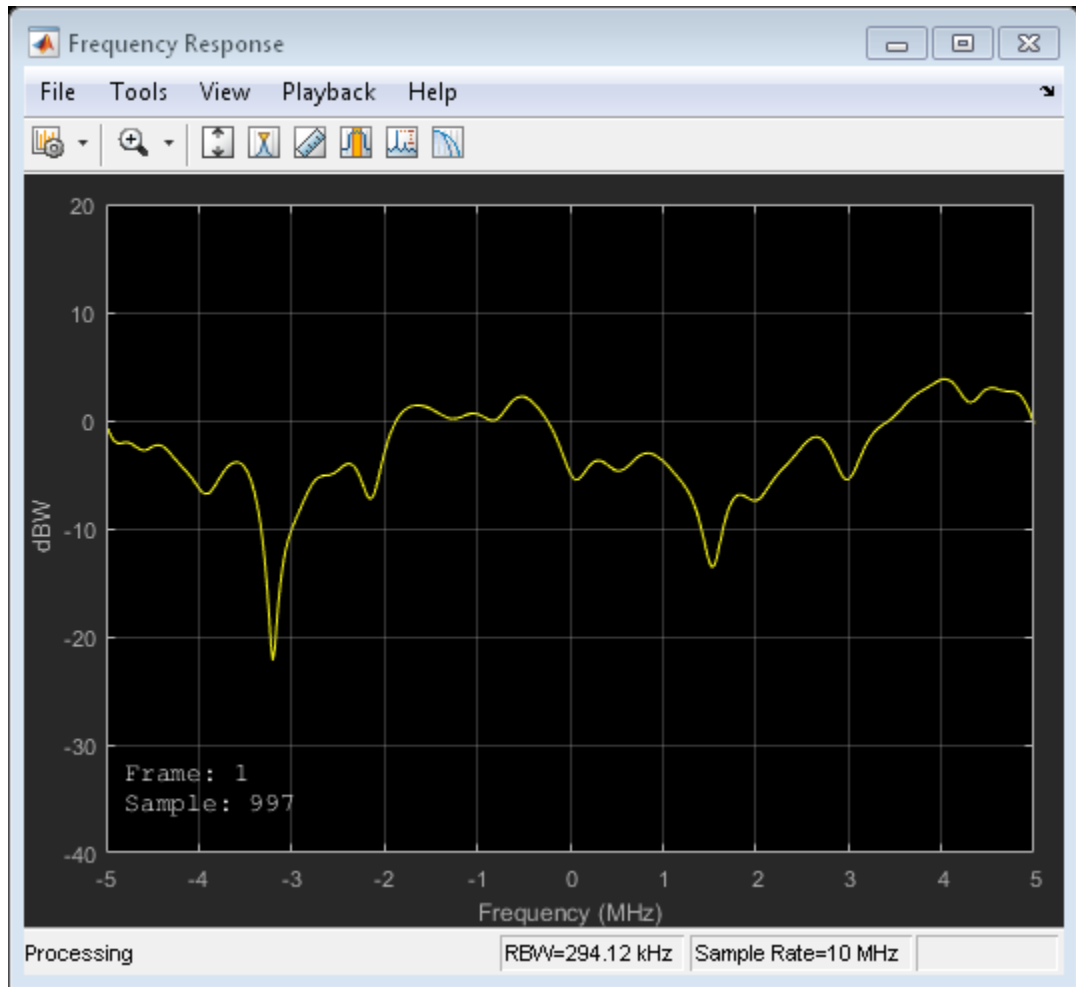 Frequency Response
File Tools View Playback Help
20
10
0
-10
-20
-30
-40
dBW
Frame: 1
Sample: 997
-5 -4 -3 -2 -1 0 1 2 3 4 5
Frequency (MHz)
Processing RBW=294.12 kHz Sample Rate=10 MHz